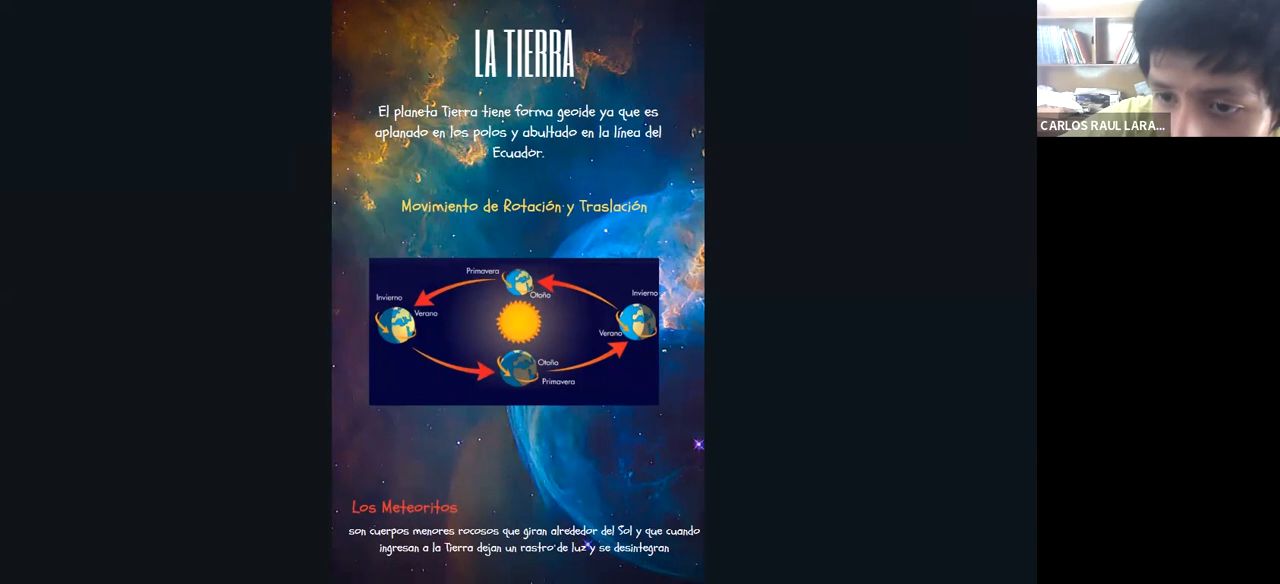 LA TIERRA
El planeta Tierra tiene forma geoide ya que es
aplanado en los polos y abultado en la línea del
Ecuador.
Movimiento de Rotación y Traslación
Primavera
Otoño
Invierno
Verano
Invierno
Verano
Otoño
Primavera
Los Meteoritos
son cuerpos menores rocosos que giran alrededor del Sol y que cuando
ingresan a la Tierra dejan un rastro de luz y se desintegran
CARLOS RAUL LARA...